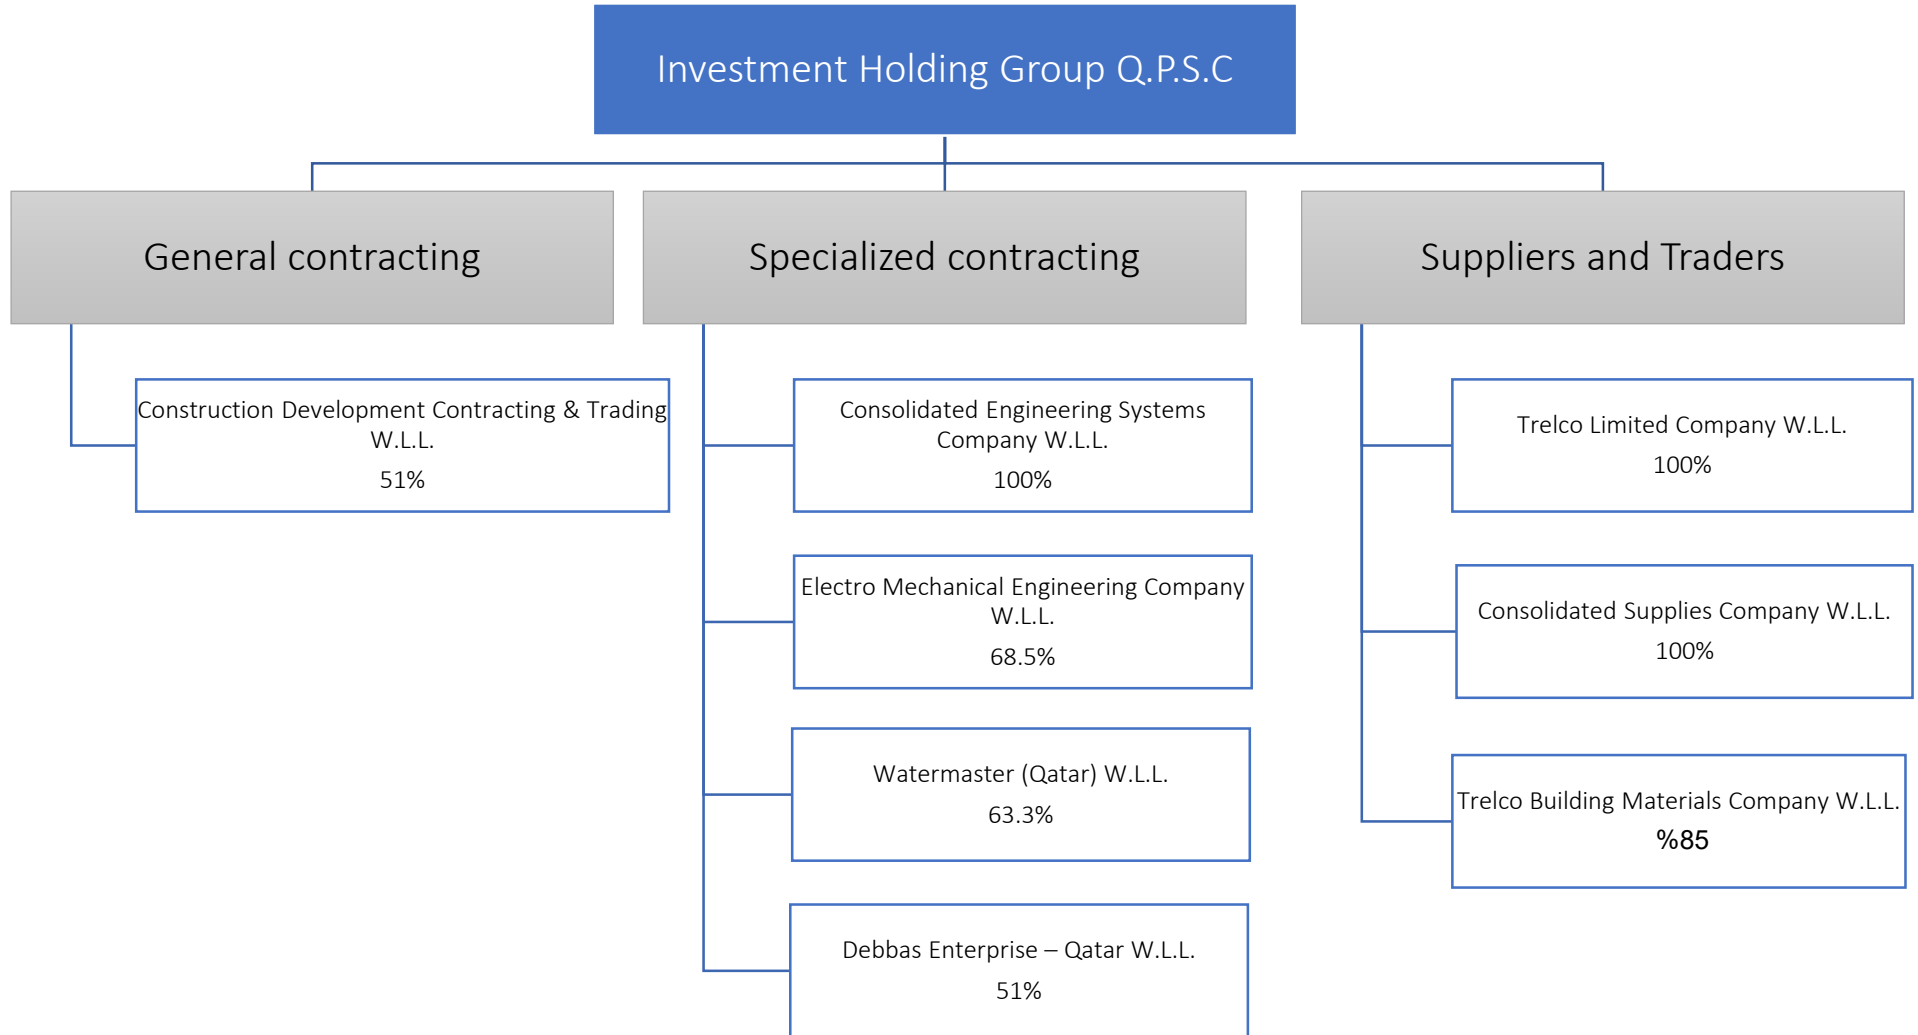 Investment Holding Group Q.P.S.C
General contracting
Specialized contracting
Suppliers and Traders
Construction Development Contracting & Trading
W.L.L.
51%
Consolidated Engineering Systems
Company W.L.L.
100%
Electro Mechanical Engineering Company
W.L.L.
68.5%
Watermaster (Qatar) W.L.L.
63.3%
Debbas Enterprise – Qatar W.L.L.
51%
Trelco Limited Company W.L.L.
100%
Consolidated Supplies Company W.L.L.
100%
Trelco Building Materials Company W.L.L.
%85